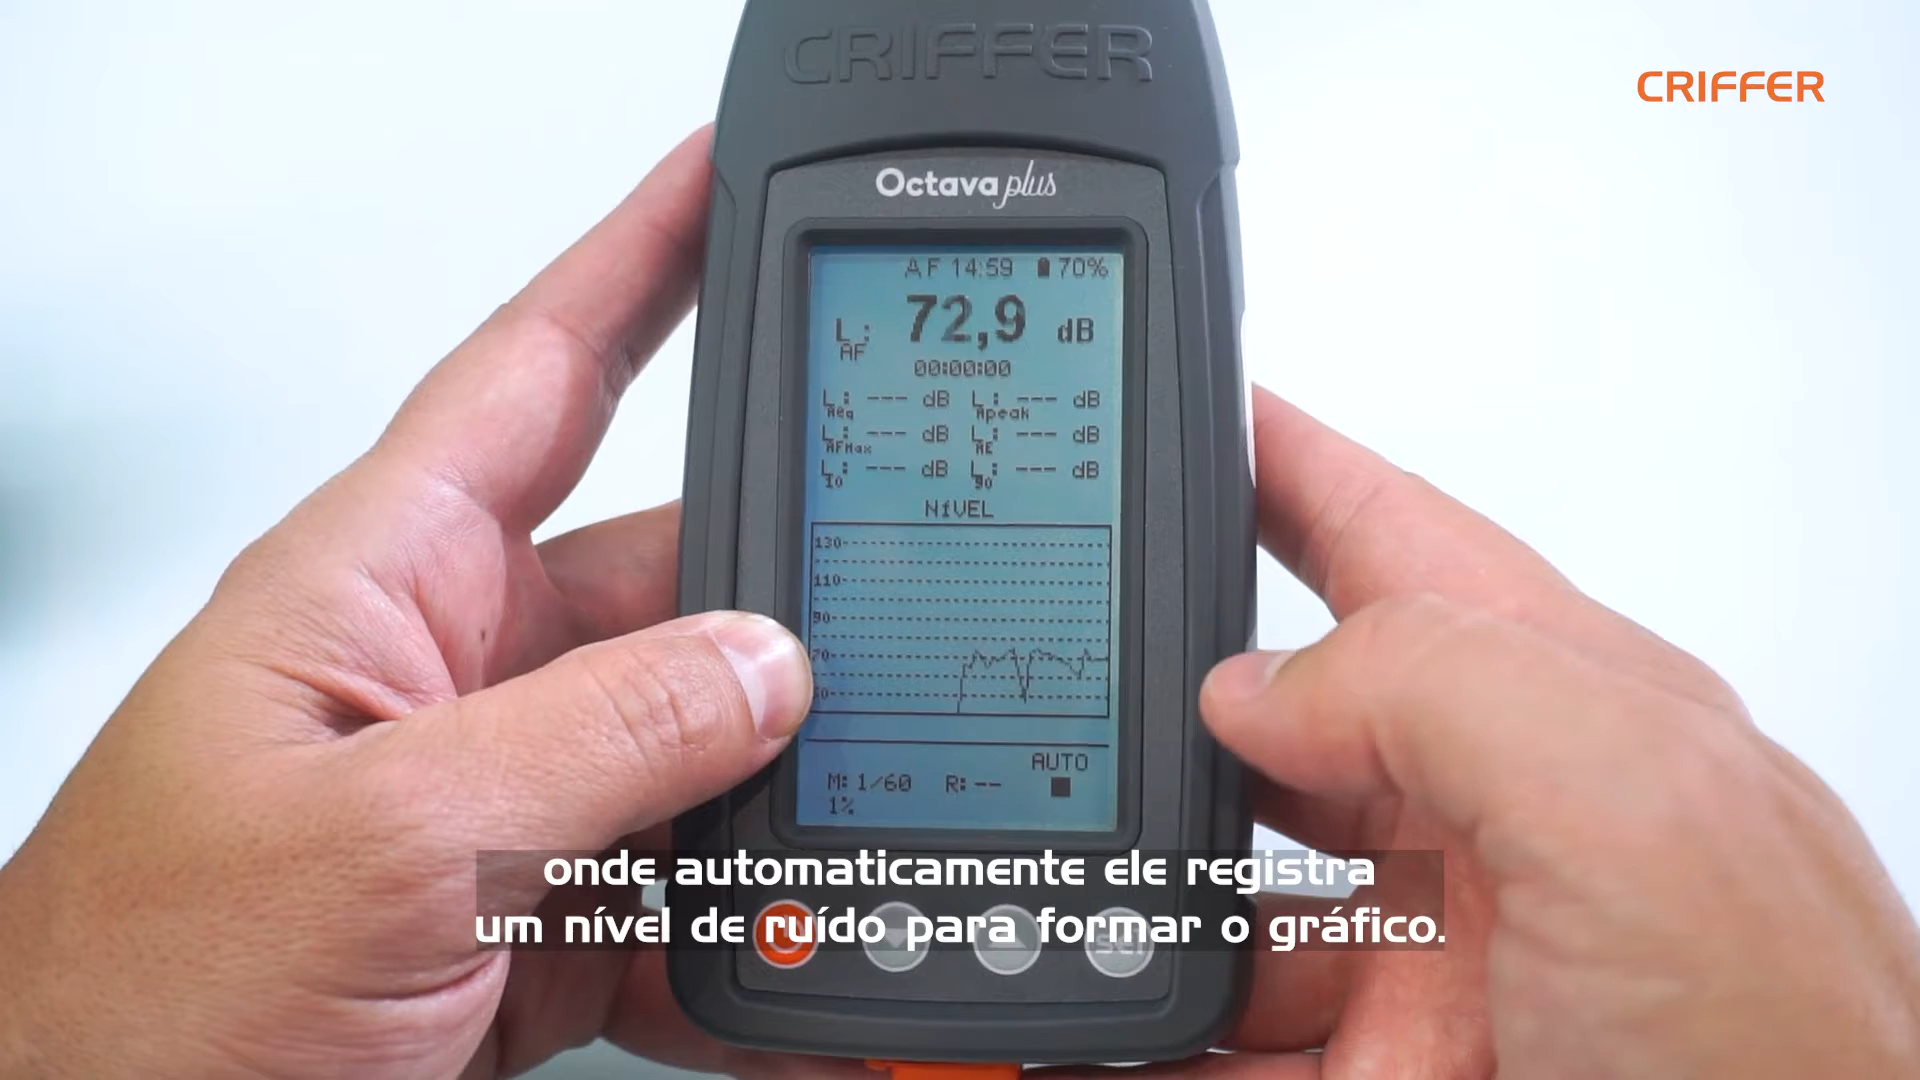 CRIFFER
CRIFFER
Octava plus
AF 14:59 70%
L: 72,9 dB
AF
00:00:00
L: --- dB L: --- dB
Aeq Apeak
L: --- dB L: --- dB
AFMax AE
L: --- dB L: --- dB
10 90
NíVEL
130
110
90
70
50
AUTO
M: 1/60 R: --
1%
onde automaticamente ele registra
um nível de ruído para formar o gráfico.